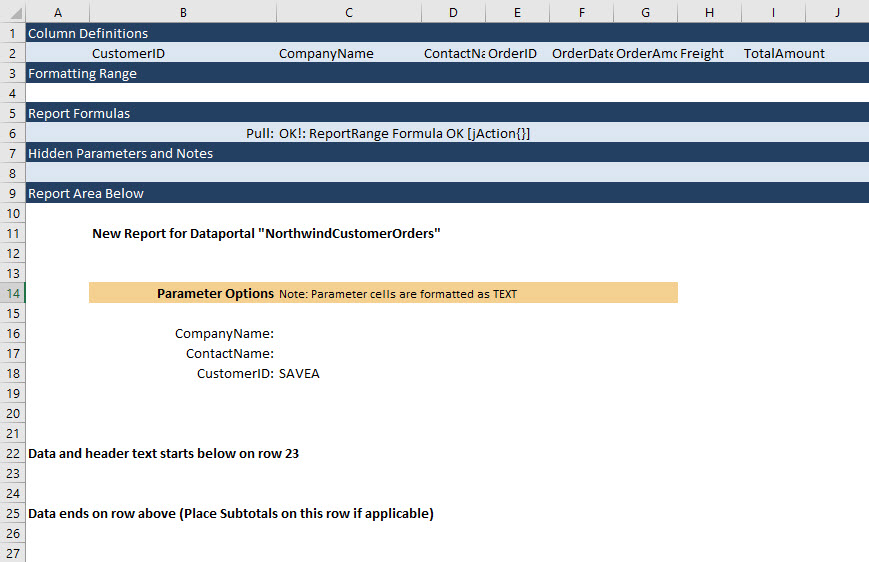 A B C D E F G H I J
1 Column Definitions
2 CustomerID CompanyName ContactNa OrderID OrderDate OrderAmo Freight TotalAmount
3 Formatting Range
4
5 Report Formulas
6 Pull: OK!: ReportRange Formula OK [jAction{}]
7 Hidden Parameters and Notes
8
9 Report Area Below
10
11 New Report for Dataportal "NorthwindCustomerOrders"
12
13
14 Parameter Options Note: Parameter cells are formatted as TEXT
15
16 CompanyName:
17 ContactName:
18 CustomerID: SAVEA
19
20
21
22 Data and header text starts below on row 23
23
24
25 Data ends on row above (Place Subtotals on this row if applicable)
26
27